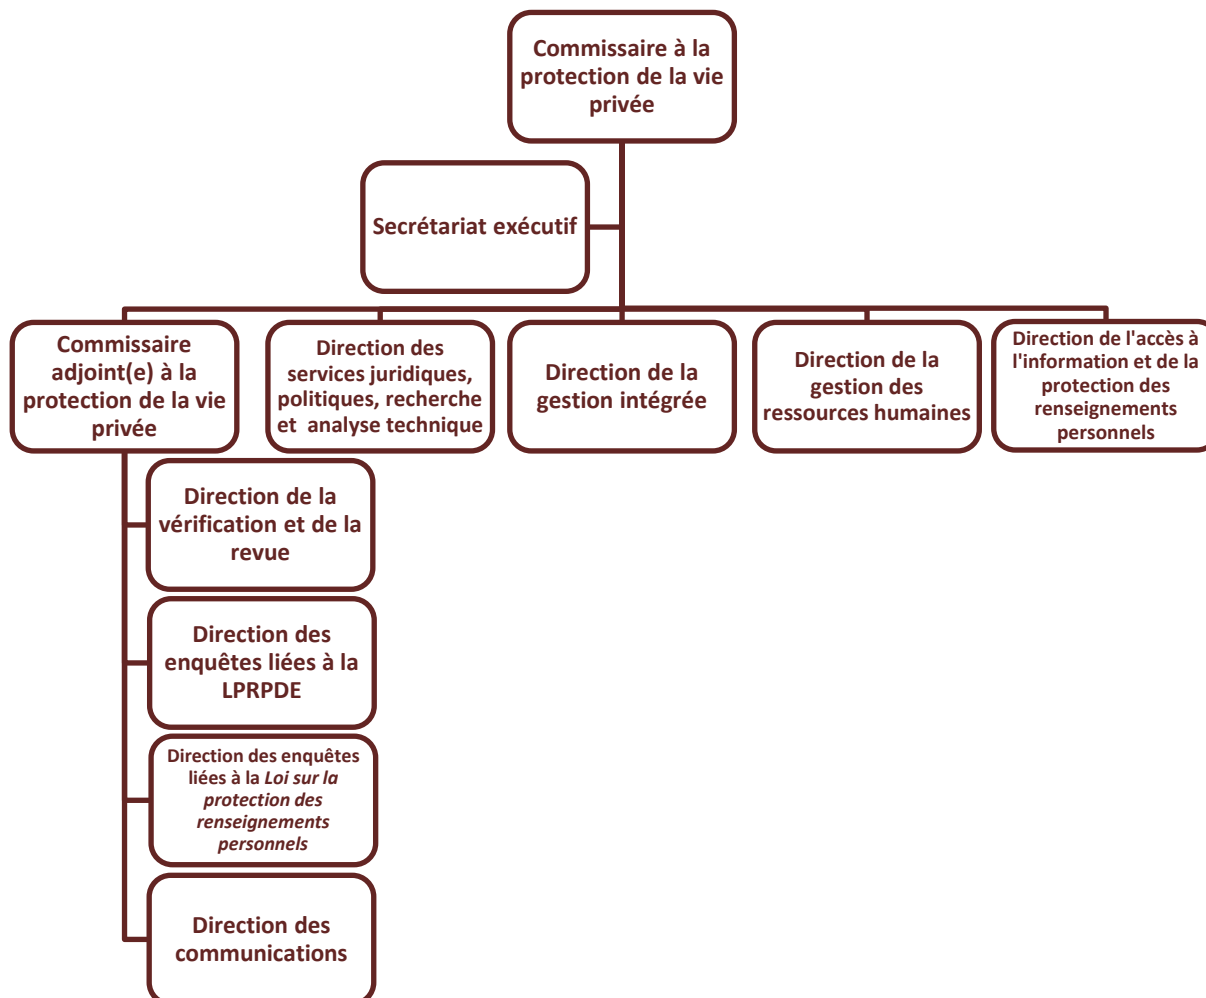 Commissaire à la
protection de la vie
privée
Secrétariat exécutif
Commissaire
adjoint(e) à la
protection de la vie
privée
Direction des
services juridiques,
politiques, recherche
et  analyse technique
Direction de la
gestion intégrée
Direction de la
gestion des
ressources humaines
Direction de l'accès à
l'information et de la
protection des
renseignements
personnels
Direction de la
vérification et de la
revue
Direction des
enquêtes liées à la
LPRPDE
Direction des enquêtes
liées à la Loi sur la
protection des
renseignements
personnels
Direction des
communications